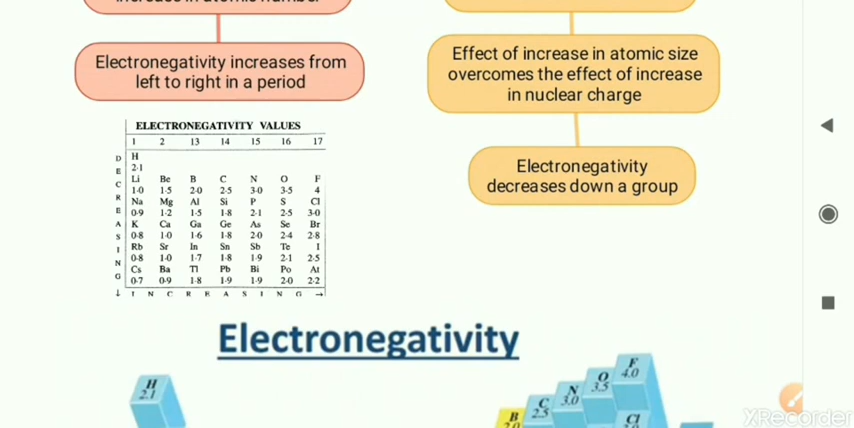 increase in atomic number
Electronegativity increases from
left to right in a period
Effect of increase in atomic size
overcomes the effect of increase
in nuclear charge
Electronegativity
decreases down a group
ELECTRONEGATIVITY VALUES
1 2 13 14 15 16 17
H
2·1
Li Be B C N O F
1·0 1·5 2·0 2·5 3·0 3·5 4
Na Mg Al Si P S Cl
0·9 1·2 1·5 1·8 2·1 2·5 3·0
K Ca Ga Ge As Se Br
0·8 1·0 1·6 1·8 2·0 2·4 2·8
Rb Sr In Sn Sb Te I
0·8 1·0 1·7 1·8 1·9 2·1 2·5
Cs Ba Tl Pb Bi Po At
0·7 0·9 1·8 1·9 1·9 2·0 2·2
DECREASING ↓
INCREASING →
Electronegativity
H
2.1
B
2.0
C
2.5
N
3.0
O
3.5
F
4.0
Cl
XRecorder